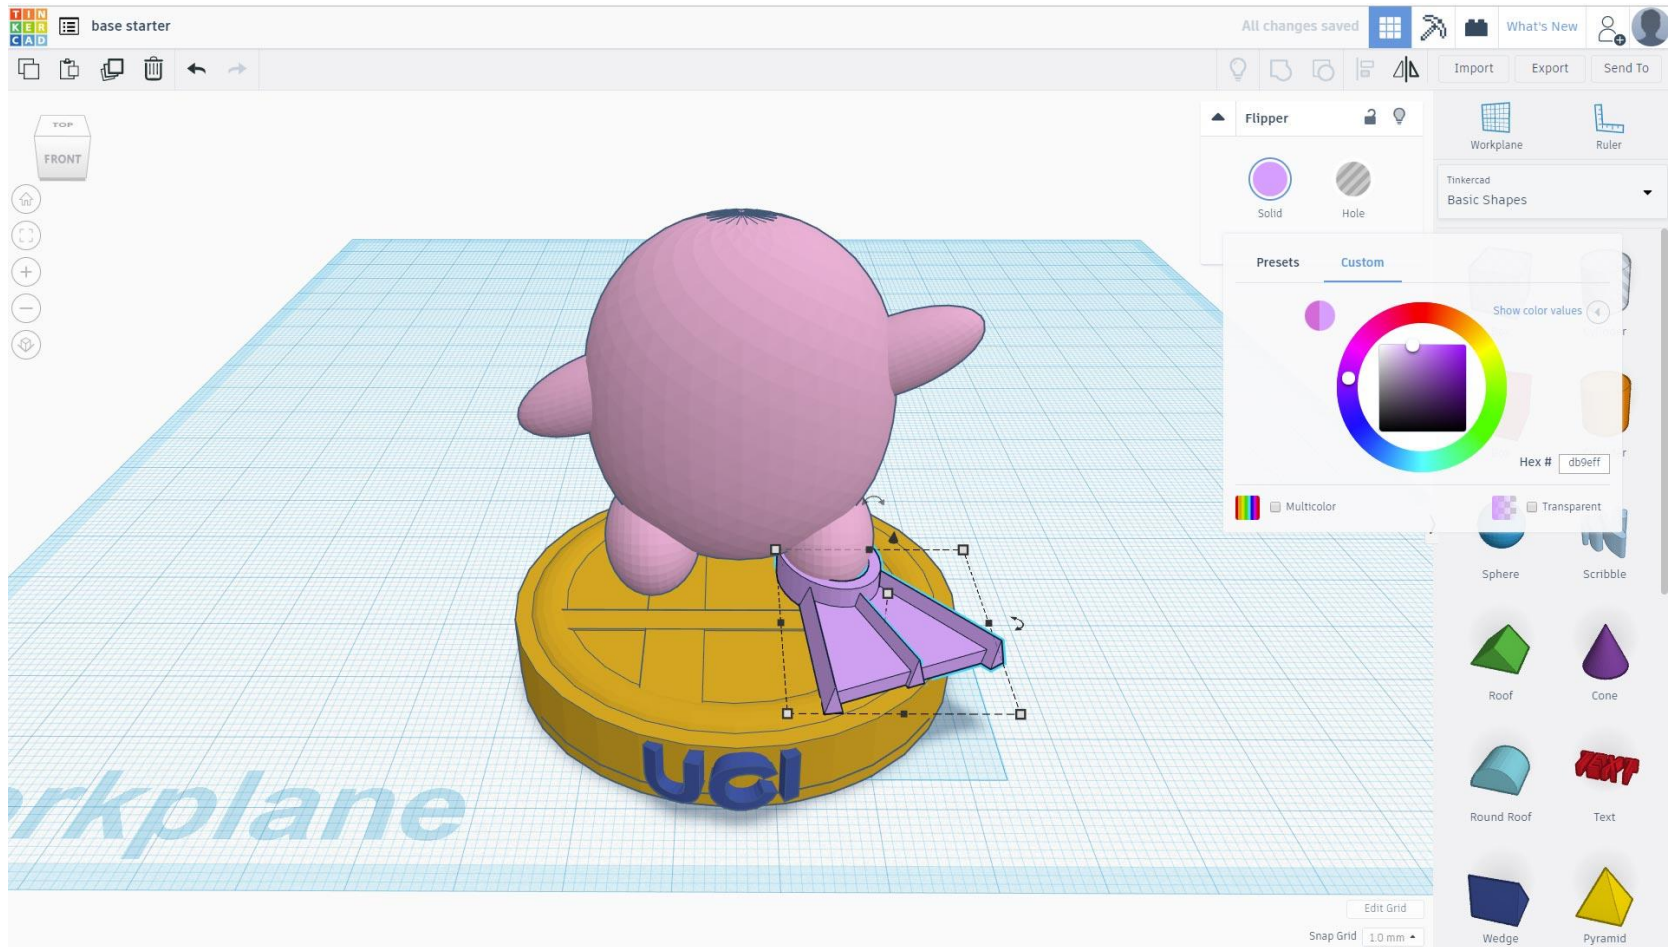 TIN
KER
CAD
base starter
All changes saved
What's New
Import
Export
Send To
TOP
FRONT
Flipper
Solid
Hole
Workplane
Ruler
Tinkercad
Basic Shapes
Presets
Custom
Show color values
Hex #
db9eff
Multicolor
Transparent
Sphere
Scribble
Roof
Cone
Round Roof
TEXT
Text
Wedge
Pyramid
UCI
rkplane
Edit Grid
Snap Grid
1.0 mm